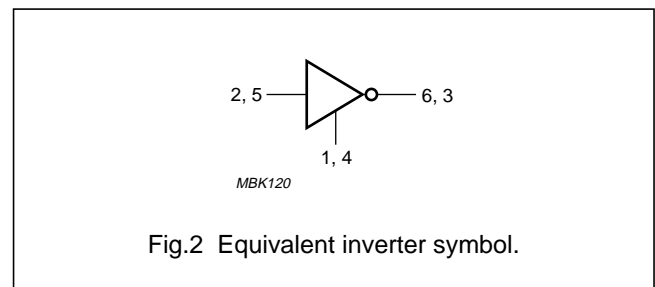 2, 5
6, 3
1, 4
MBK120
Fig.2 Equivalent inverter symbol.